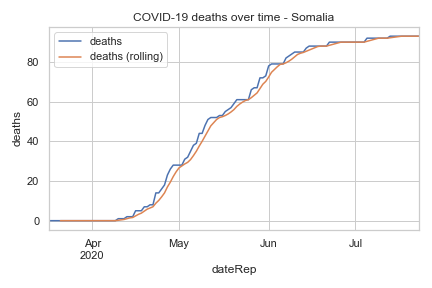 COVID-19 deaths over time - Somalia
deaths
deaths (rolling)
80
60
40
20
0
deaths
Apr
2020
May
Jun
Jul
dateRep